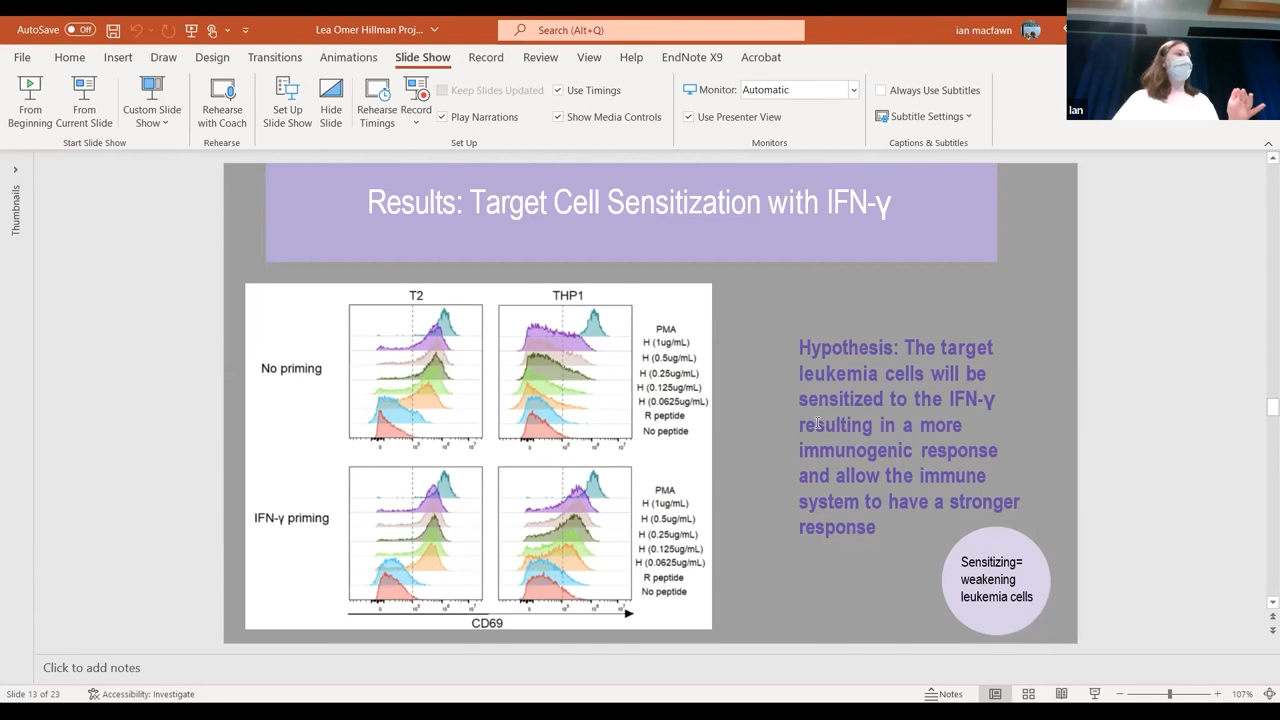 AutoSave Off Lea Omer Hillman Proj... Search (Alt+Q) ian macfawn
File Home Insert Draw Design Transitions Animations Slide Show Record Review View Help EndNote X9 Acrobat
From Beginning
From Current Slide
Custom Slide Show
Start Slide Show
Rehearse with Coach
Rehearse
Set Up Slide Show
Hide Slide
Rehearse Timings
Record
Keep Slides Updated
Play Narrations
Use Timings
Show Media Controls
Set Up
Monitor: Automatic
Use Presenter View
Monitors
Always Use Subtitles
Subtitle Settings
Captions & Subtitles
Ian
Thumbnails
Results: Target Cell Sensitization with IFN-γ
T2 THP1
No priming
PMA
H (1ug/mL)
H (0.5ug/mL)
H (0.25ug/mL)
H (0.125ug/mL)
H (0.0625ug/mL)
R peptide
No peptide
IFN-γ priming
PMA
H (1ug/mL)
H (0.5ug/mL)
H (0.25ug/mL)
H (0.125ug/mL)
H (0.0625ug/mL)
R peptide
No peptide
CD69
Hypothesis: The target
leukemia cells will be
sensitized to the IFN-γ
resulting in a more
immunogenic response
and allow the immune
system to have a stronger
response
Sensitizing=
weakening
leukemia cells
Click to add notes
Slide 13 of 23 Accessibility: Investigate Notes 107%